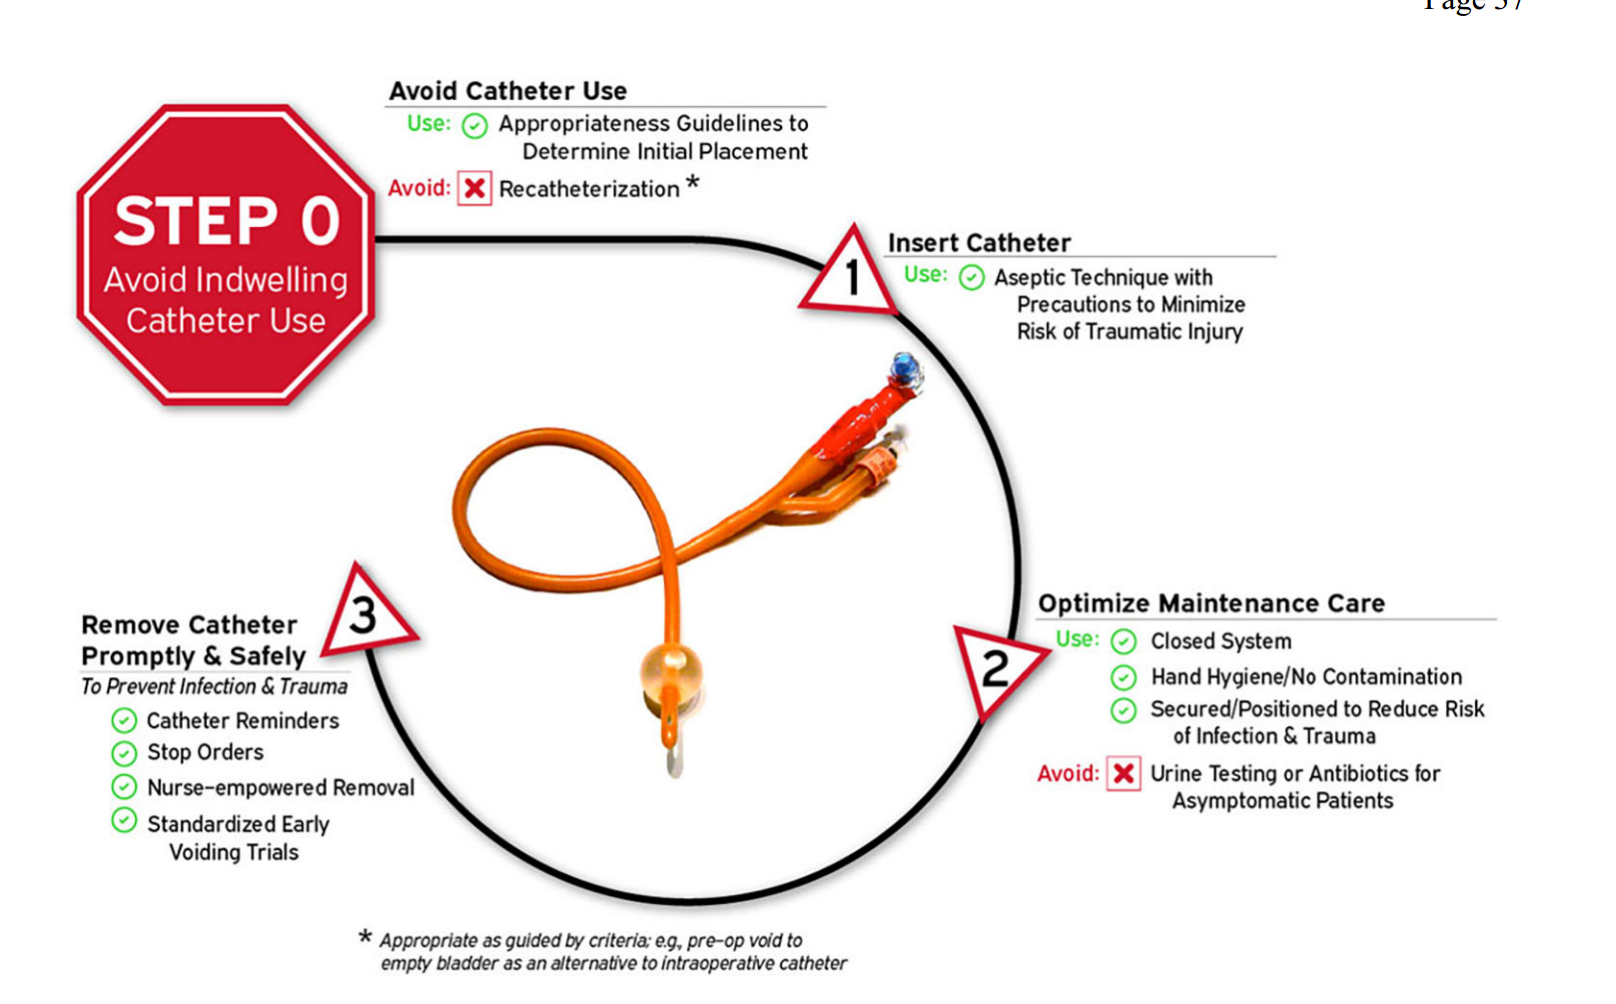 Page 37
STEP 0
Avoid Indwelling
Catheter Use
Avoid Catheter Use
Use: Appropriateness Guidelines to
Determine Initial Placement
Avoid: Recatheterization *
1
Insert Catheter
Use: Aseptic Technique with
Precautions to Minimize
Risk of Traumatic Injury
2
Optimize Maintenance Care
Use: Closed System
Hand Hygiene/No Contamination
Secured/Positioned to Reduce Risk
of Infection & Trauma
Avoid: Urine Testing or Antibiotics for
Asymptomatic Patients
3
Remove Catheter
Promptly & Safely
To Prevent Infection & Trauma
Catheter Reminders
Stop Orders
Nurse-empowered Removal
Standardized Early
Voiding Trials
* Appropriate as guided by criteria; e.g., pre-op void to
empty bladder as an alternative to intraoperative catheter